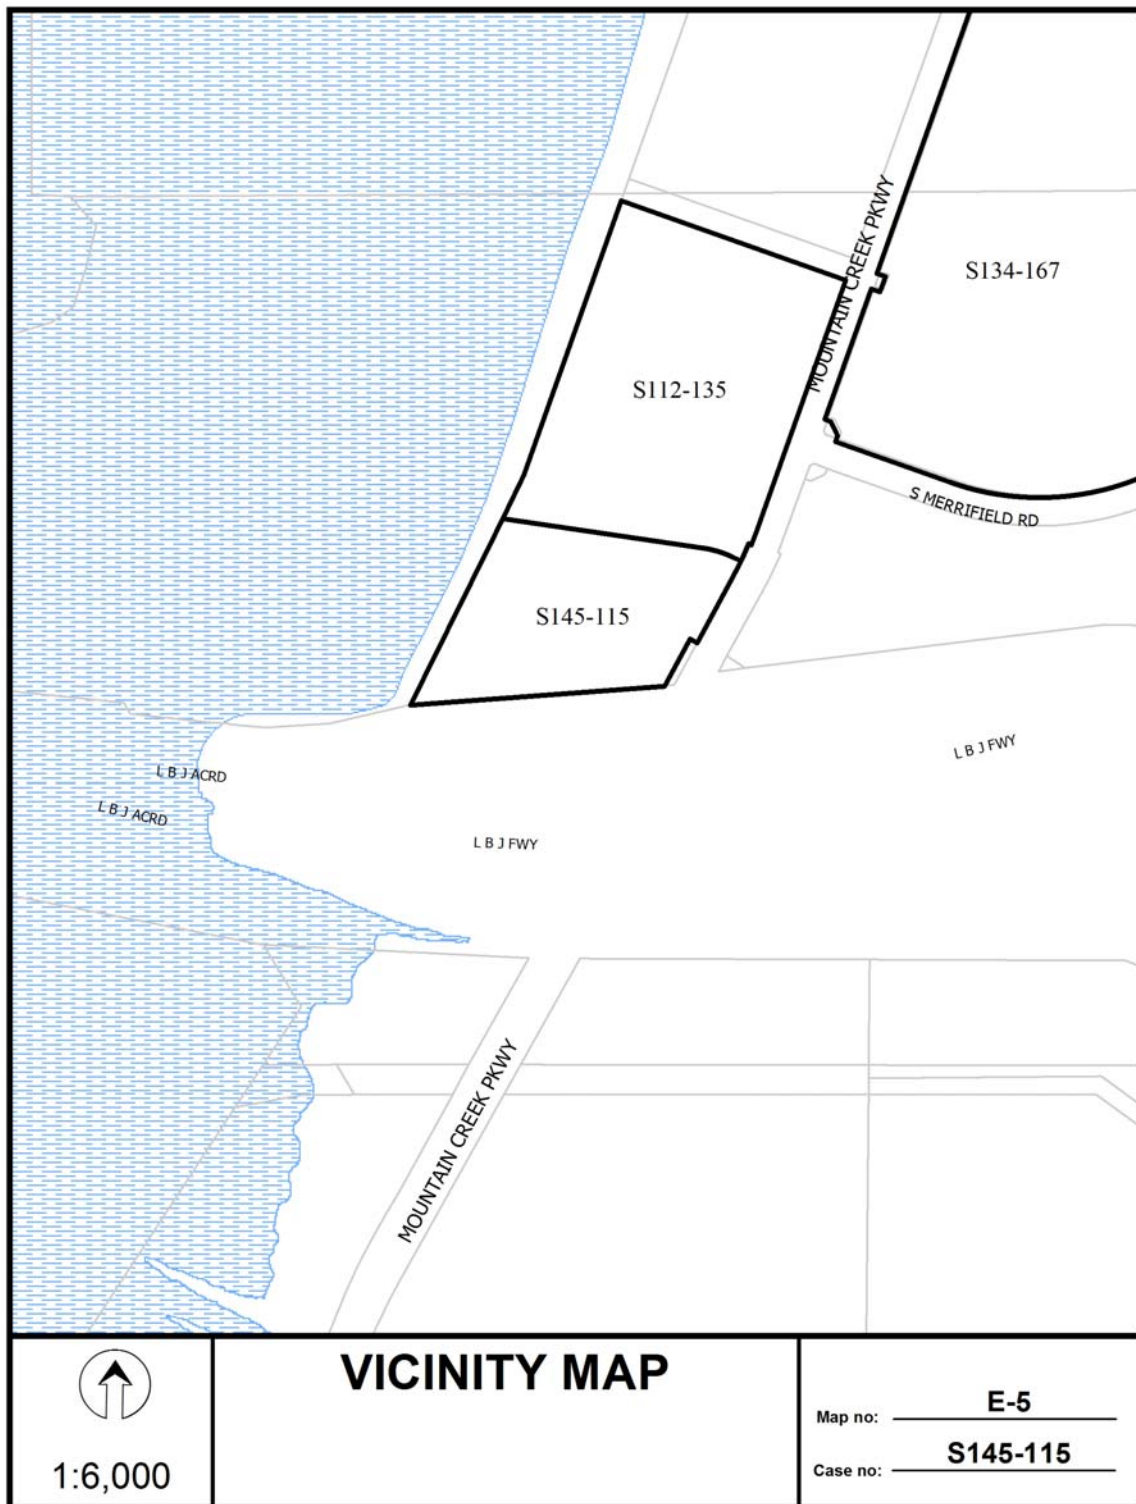 MOUNTAIN CREEK PKWY
S134-167
S112-135
S MERRIFIELD RD
S145-115
L B J FWY
L B J ACRD
L B J ACRD
L B J FWY
MOUNTAIN CREEK PKWY
1:6,000
VICINITY MAP
Map no: E-5
Case no: S145-115